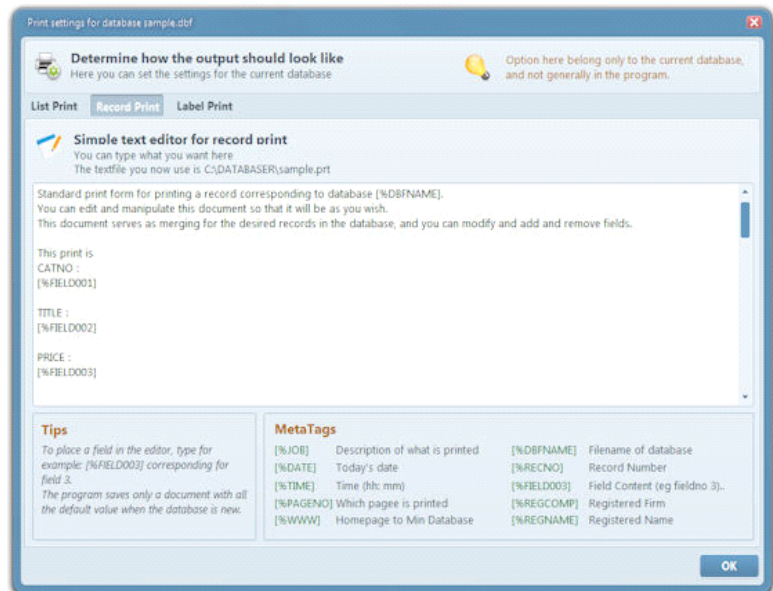 Print settings for database sample.dbf
Determine how the output should look like
Here you can set the settings for the current database
Option here belong only to the current database,
and not generally in the program.
List Print Record Print Label Print
Simple text editor for record print
You can type what you want here
The textfile you now use is C:\DATABASER\sample.prt
Standard print form for printing a record corresponding to database [%DBFNAME].
You can edit and manipulate this document so that it will be as you wish.
This document serves as merging for the desired records in the database, and you can modify and add and remove fields.
This print is
CATNO :
[%FIELD001]
TITLE :
[%FIELD002]
PRICE :
[%FIELD003]
Tips
To place a field in the editor, type for
example: [%FIELD003] corresponding for
field 3.
The program saves only a document with all
the default value when the database is new.
MetaTags
[%JOB] Description of what is printed [%DBFNAME] Filename of database
[%DATE] Today's date [%RECNO] Record Number
[%TIME] Time (hh: mm) [%FIELD003] Field Content (eg fieldno 3)..
[%PAGENO] Which pagee is printed [%REGCOMP] Registered Firm
[%WWW] Homepage to Min Database [%REGNAME] Registered Name
OK